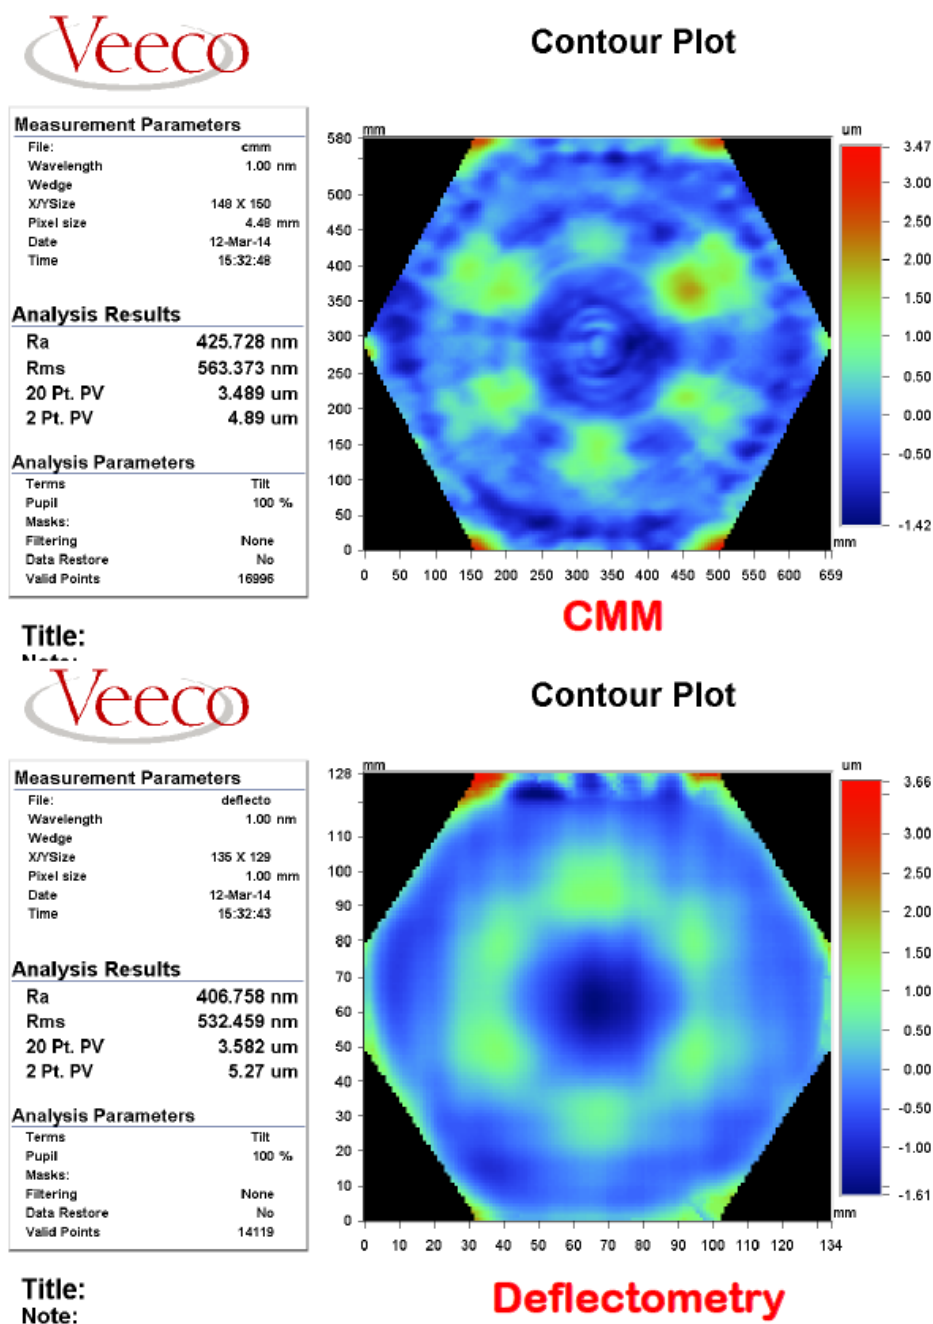 Veeco
Contour Plot
Measurement Parameters
File: cmm
Wavelength 1.00 nm
Wedge
X/YSize 148 X 150
Pixel size 4.48 mm
Date 12-Mar-14
Time 15:32:48
Analysis Results
Ra 425.728 nm
Rms 563.373 nm
20 Pt. PV 3.489 um
2 Pt. PV 4.89 um
Analysis Parameters
Terms Tilt
Pupil 100 %
Masks:
Filtering None
Data Restore No
Valid Points 16996
Title:
Note:
mm
580
500
450
400
350
300
250
200
150
100
50
0
0 50 100 150 200 250 300 350 400 450 500 550 600 659
mm
um
3.47
3.00
2.50
2.00
1.50
1.00
0.50
0.00
-0.50
-1.42
CMM
Veeco
Contour Plot
Measurement Parameters
File: deflecto
Wavelength 1.00 nm
Wedge
X/YSize 135 X 129
Pixel size 1.00 mm
Date 12-Mar-14
Time 15:32:43
Analysis Results
Ra 406.758 nm
Rms 532.459 nm
20 Pt. PV 3.582 um
2 Pt. PV 5.27 um
Analysis Parameters
Terms Tilt
Pupil 100 %
Masks:
Filtering None
Data Restore No
Valid Points 14119
Title:
Note:
mm
128
110
100
90
80
70
60
50
40
30
20
10
0
0 10 20 30 40 50 60 70 80 90 100 110 120 134
mm
um
3.66
3.00
2.50
2.00
1.50
1.00
0.50
0.00
-0.50
-1.00
-1.61
Deflectometry